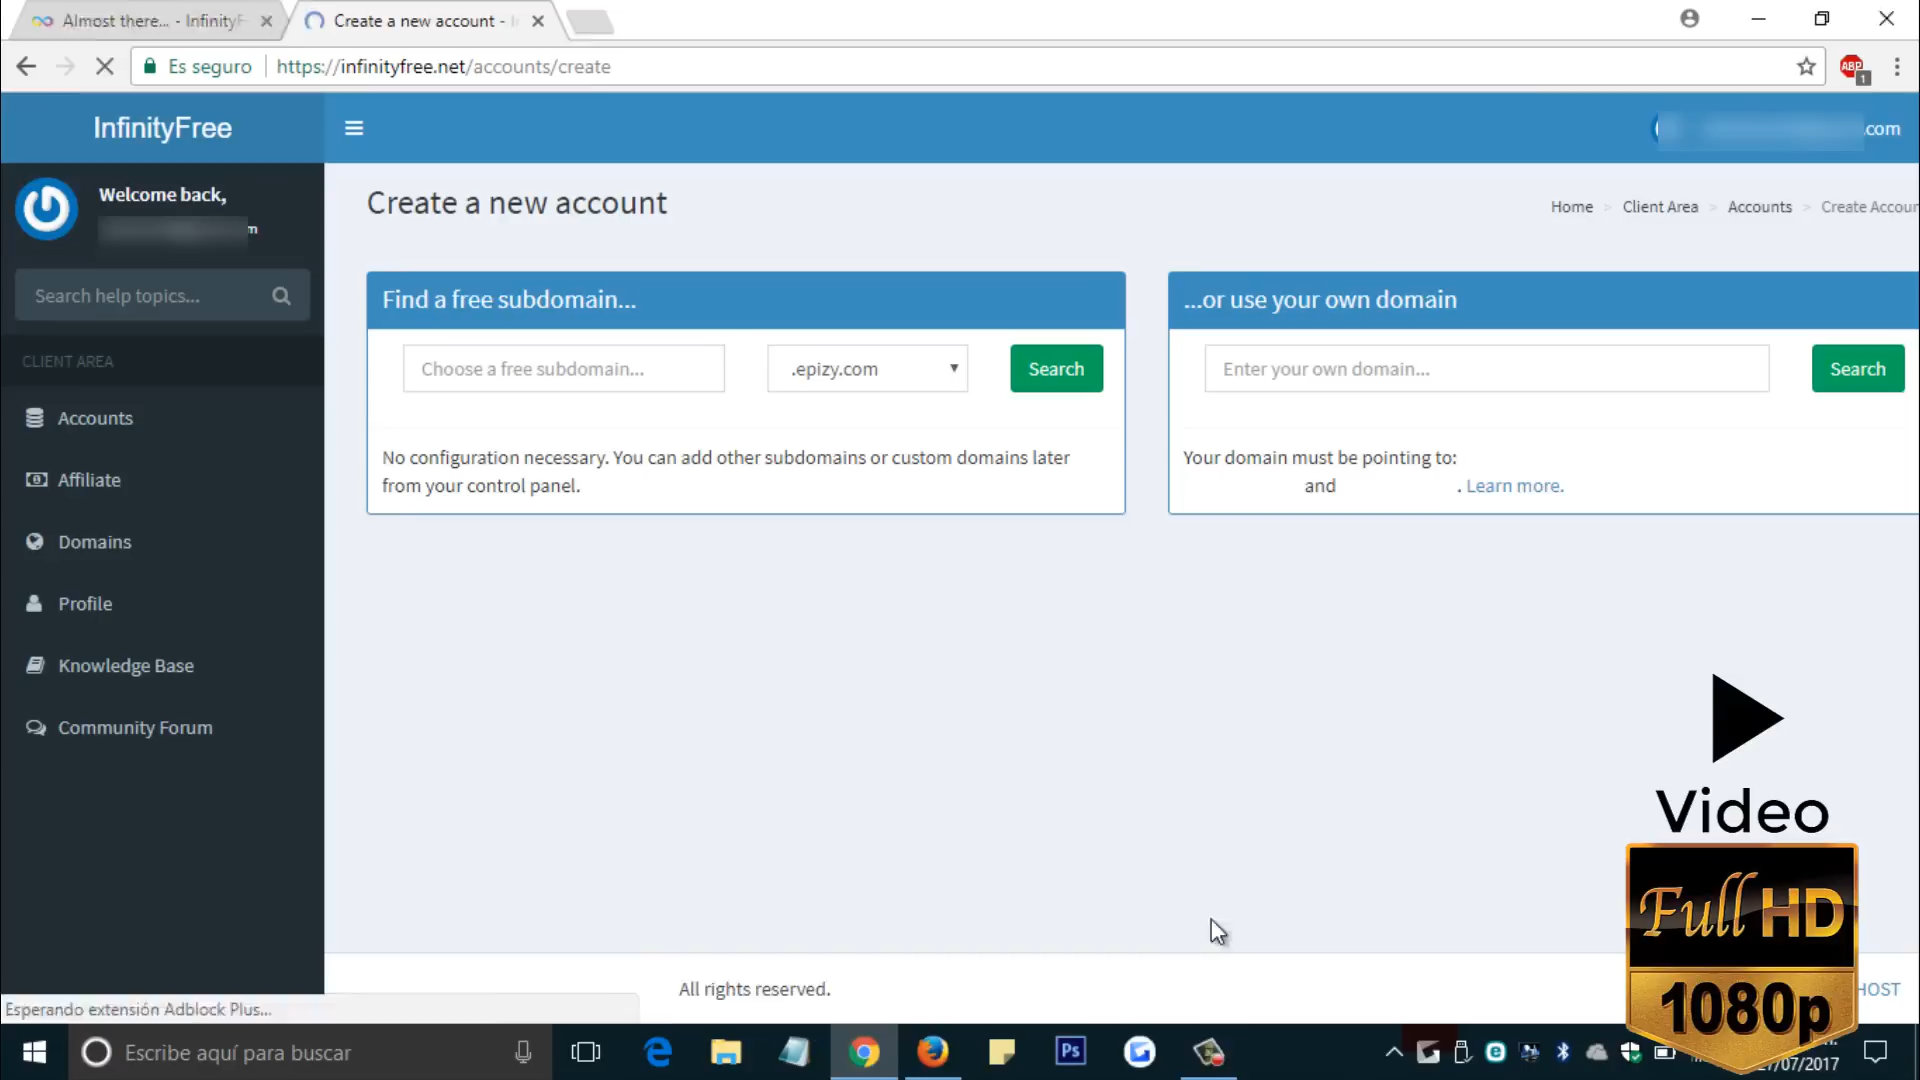 Almost there... - InfinityF
Create a new account -
Es seguro
https://infinityfree.net/accounts/create
ABP
1
InfinityFree
.com
Welcome back,
m
Search help topics...
CLIENT AREA
Accounts
Affiliate
Domains
Profile
Knowledge Base
Community Forum
Create a new account
Home > Client Area > Accounts > Create Accoun
Find a free subdomain...
Choose a free subdomain...
.epizy.com
Search
No configuration necessary. You can add other subdomains or custom domains later
from your control panel.
...or use your own domain
Enter your own domain...
Search
Your domain must be pointing to:
and . Learn more.
Video
Full HD
1080p
All rights reserved.
HOST
Esperando extensión Adblock Plus...
Escribe aquí para buscar
Ps
27/07/2017